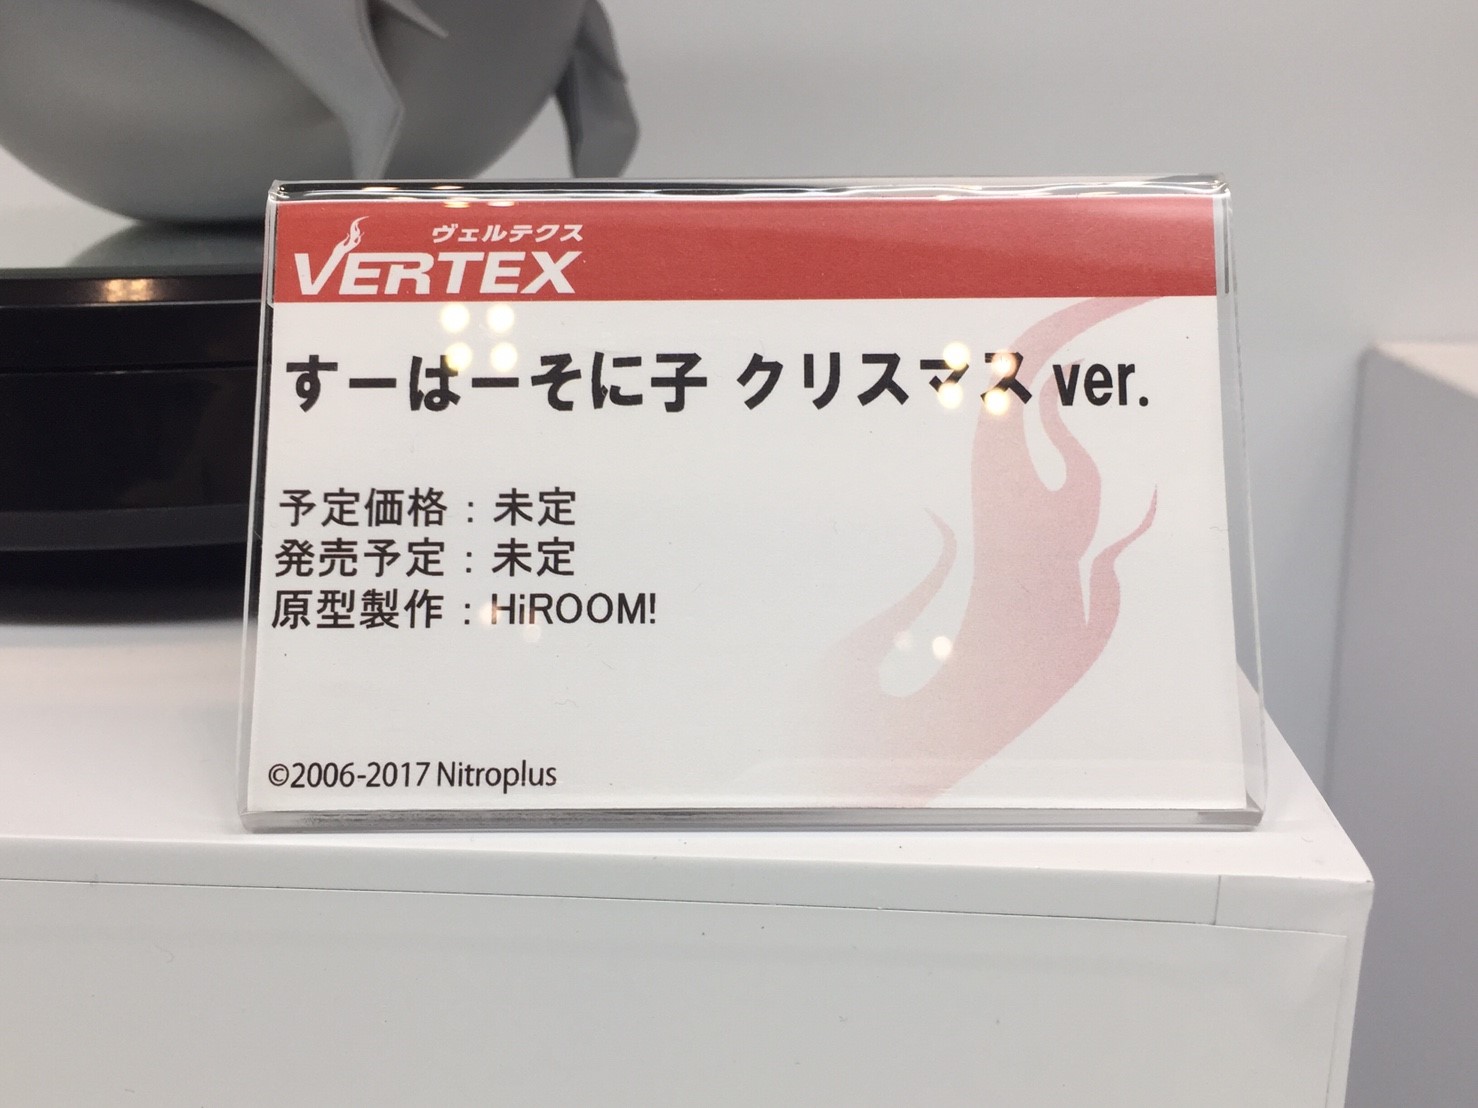 ヴェルテクス
VERTEX
すーぱーそに子 クリスマス ver.
予定価格：未定
発売予定：未定
原型製作：HiROOM!
©2006-2017 Nitroplus